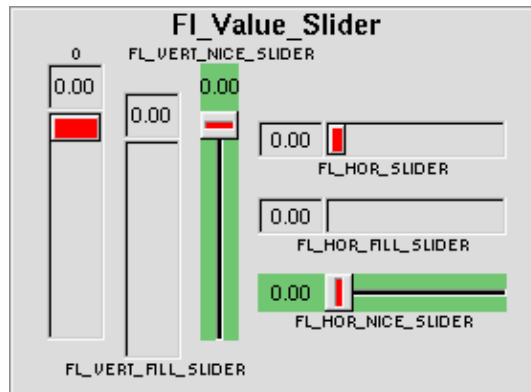 Fl_Value_Slider
0 FL_VERT_NICE_SLIDER
0.00 0.00
0.00
0.00
FL_HOR_SLIDER
0.00
FL_HOR_FILL_SLIDER
0.00
FL_HOR_NICE_SLIDER
FL_VERT_FILL_SLIDER